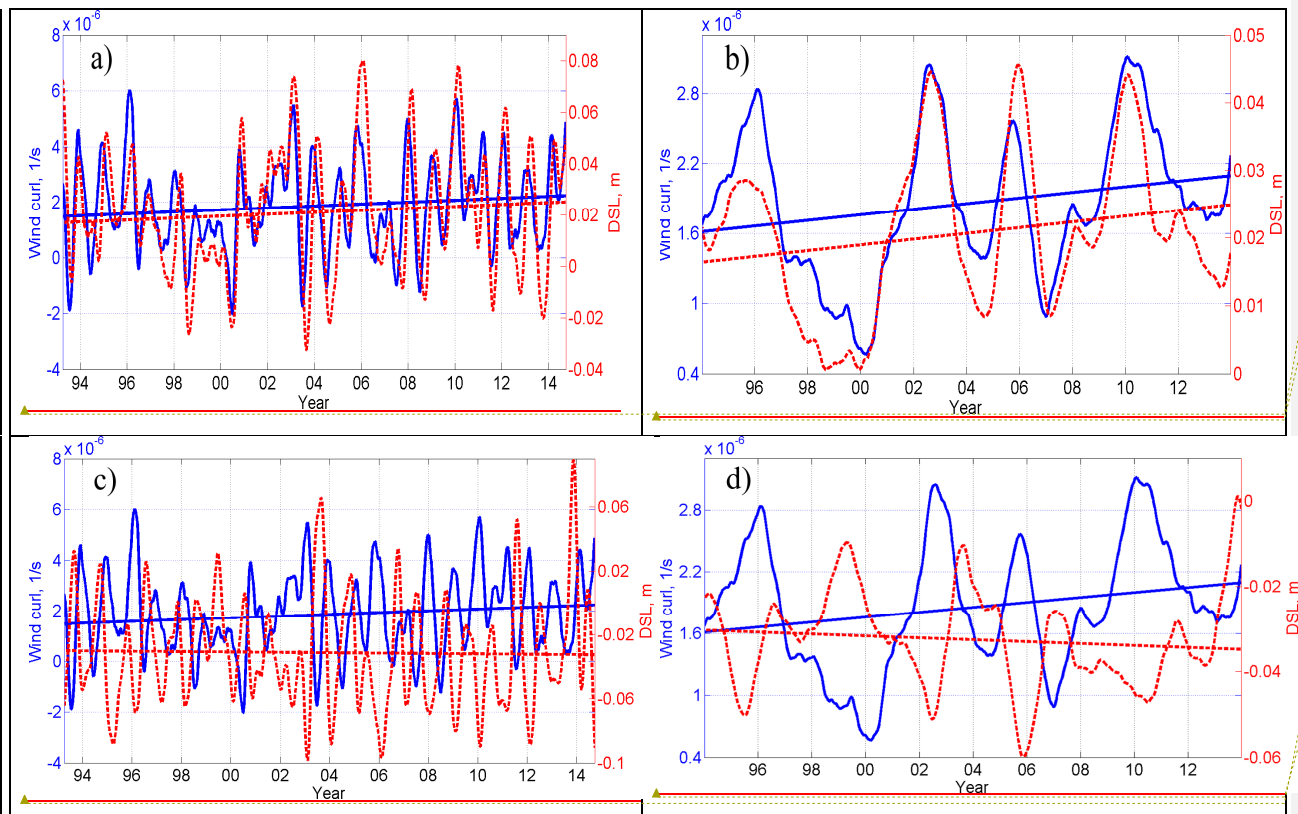 x 10^-6
a)
8
6
4
2
0
-2
-4
Wind curl, 1/s
0.08
0.06
0.04
0.02
0
-0.02
-0.04
DSL, m
94 96 98 00 02 04 06 08 10 12 14
Year
x 10^-6
b)
2.8
2.2
1.6
1
0.4
Wind curl, 1/s
0.05
0.04
0.03
0.02
0.01
0
DSL, m
96 98 00 02 04 06 08 10 12
Year
x 10^-6
c)
8
6
4
2
0
-2
-4
Wind curl, 1/s
0.06
0.02
-0.02
-0.06
-0.1
DSL, m
94 96 98 00 02 04 06 08 10 12 14
Year
x 10^-6
d)
2.8
2.2
1.6
1
0.4
Wind curl, 1/s
0
-0.02
-0.04
-0.06
DSL, m
96 98 00 02 04 06 08 10 12
Year